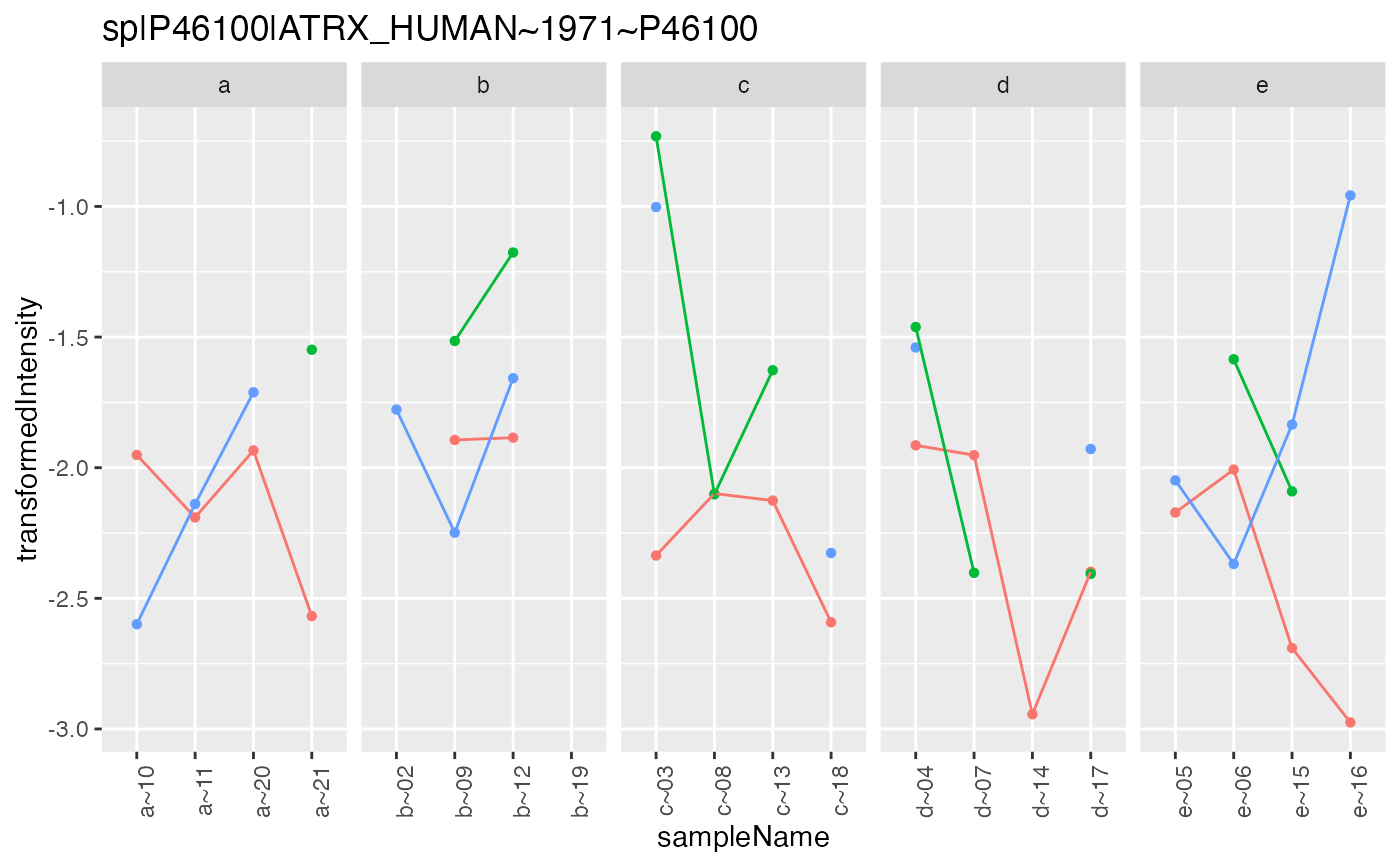 sp|P46100|ATRX_HUMAN~1971~P46100
a b c d e
transformedIntensity
-1.0
-1.5
-2.0
-2.5
-3.0
a~10 a~11 a~20 a~21 b~02 b~09 b~12 b~19 c~03 c~08 c~13 c~18 d~04 d~07 d~14 d~17 e~05 e~06 e~15 e~16
sampleName